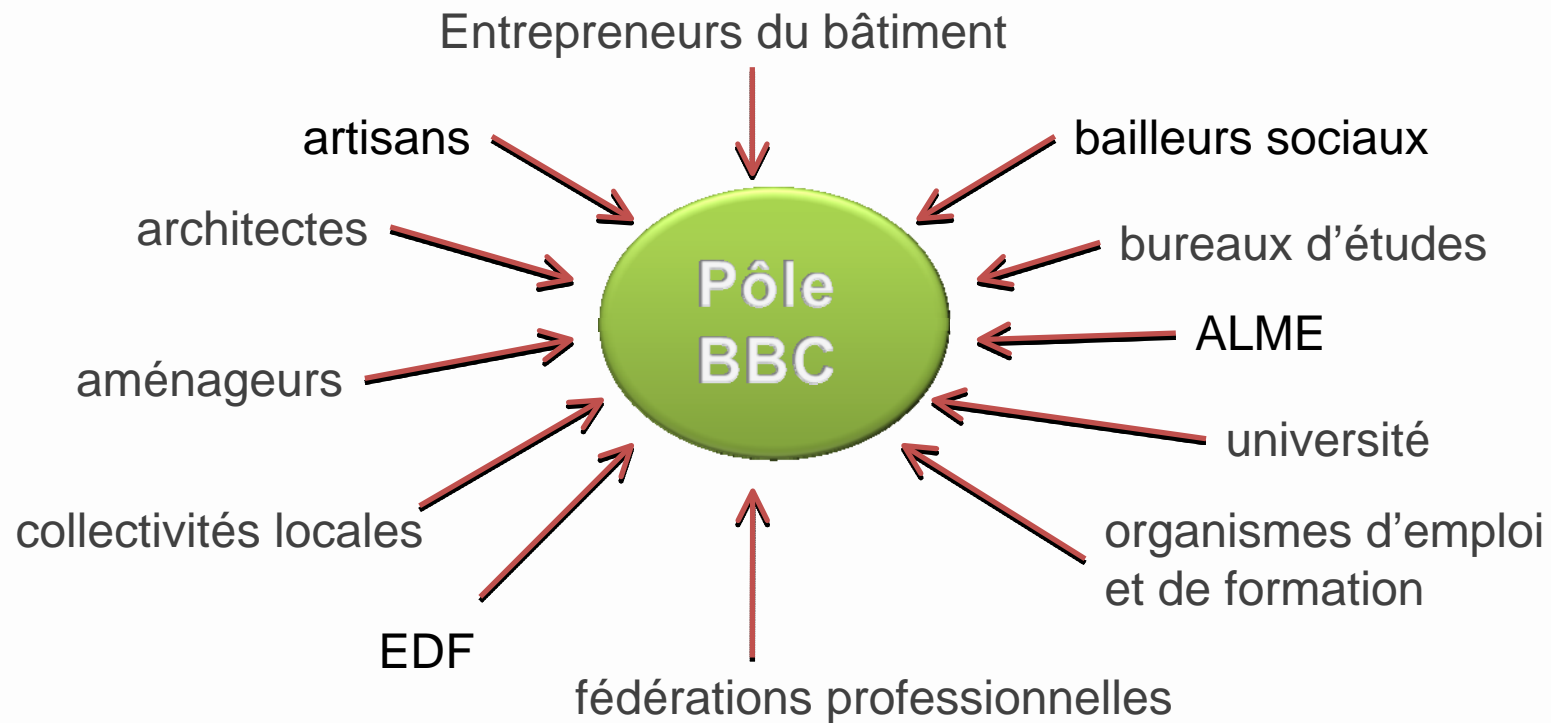 Entrepreneurs du bâtiment
artisans
bailleurs sociaux
architectes
bureaux d’études
Pôle
BBC
ALME
aménageurs
université
collectivités locales
organismes d’emploi
et de formation
EDF
fédérations professionnelles